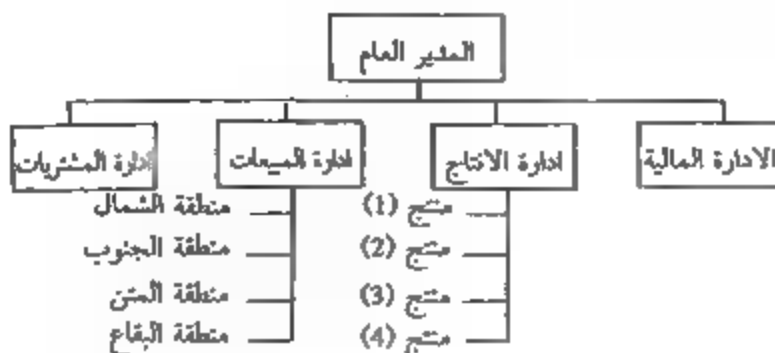 المدير العام
الادارة المالية
ادارة الانتاج
ادارة المبيعات
ادارة المشتريات
منتج (1)
منتج (2)
منتج (3)
منتج (4)
منطقة الشمال
منطقة الجنوب
منطقة المتن
منطقة البقاع